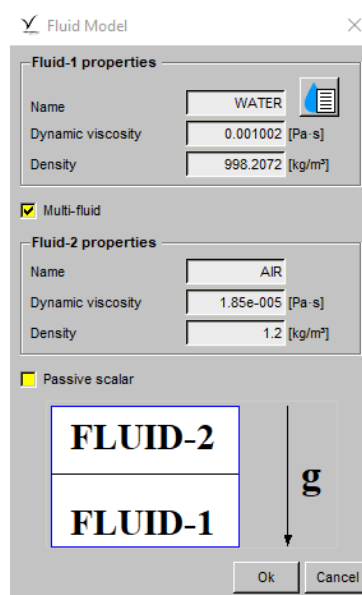 Fluid Model
Fluid-1 properties
Name WATER
Dynamic viscosity 0.001002 [Pa·s]
Density 998.2072 [kg/m³]
Multi-fluid
Fluid-2 properties
Name AIR
Dynamic viscosity 1.85e-005 [Pa·s]
Density 1.2 [kg/m³]
Passive scalar
FLUID-2
g
FLUID-1
Ok Cancel